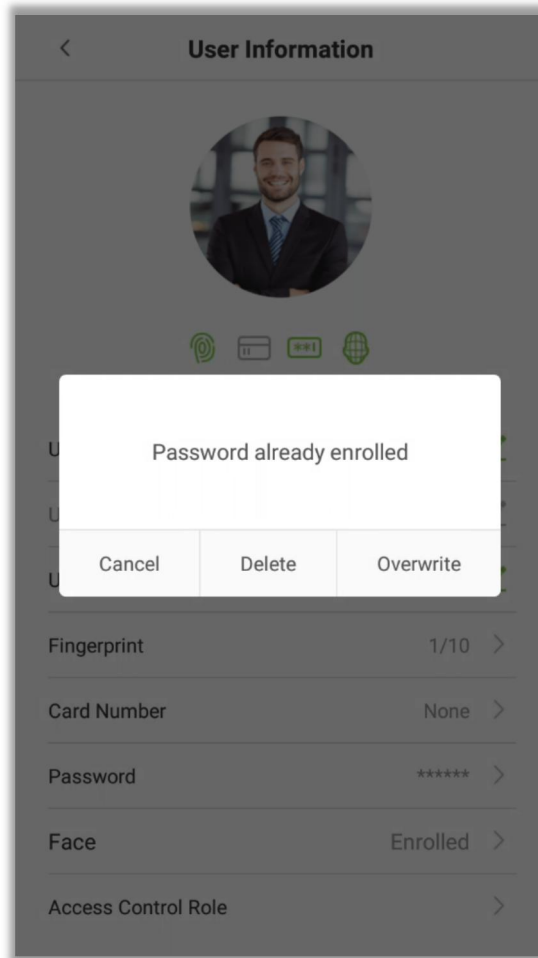 User Information
Password already enrolled
U
U
U
Cancel
Delete
Overwrite
Fingerprint
1/10
Card Number
None
Password
******
Face
Enrolled
Access Control Role